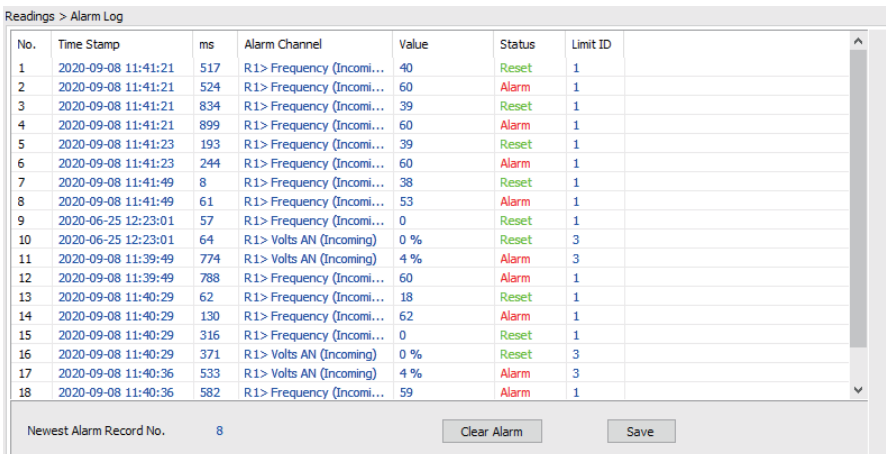 Readings > Alarm Log
No. Time Stamp ms Alarm Channel Value Status Limit ID
1 2020-09-08 11:41:21 517 R1> Frequency (Incomi... 40 Reset 1
2 2020-09-08 11:41:21 524 R1> Frequency (Incomi... 60 Alarm 1
3 2020-09-08 11:41:21 834 R1> Frequency (Incomi... 39 Reset 1
4 2020-09-08 11:41:21 899 R1> Frequency (Incomi... 60 Alarm 1
5 2020-09-08 11:41:23 193 R1> Frequency (Incomi... 39 Reset 1
6 2020-09-08 11:41:23 244 R1> Frequency (Incomi... 60 Alarm 1
7 2020-09-08 11:41:49 8 R1> Frequency (Incomi... 38 Reset 1
8 2020-09-08 11:41:49 61 R1> Frequency (Incomi... 53 Alarm 1
9 2020-06-25 12:23:01 57 R1> Frequency (Incomi... 0 Reset 1
10 2020-06-25 12:23:01 64 R1> Volts AN (Incoming) 0 % Reset 3
11 2020-09-08 11:39:49 774 R1> Volts AN (Incoming) 4 % Alarm 3
12 2020-09-08 11:39:49 788 R1> Frequency (Incomi... 60 Alarm 1
13 2020-09-08 11:40:29 62 R1> Frequency (Incomi... 18 Reset 1
14 2020-09-08 11:40:29 130 R1> Frequency (Incomi... 62 Alarm 1
15 2020-09-08 11:40:29 316 R1> Frequency (Incomi... 0 Reset 1
16 2020-09-08 11:40:29 371 R1> Volts AN (Incoming) 0 % Reset 3
17 2020-09-08 11:40:36 533 R1> Volts AN (Incoming) 4 % Alarm 3
18 2020-09-08 11:40:36 582 R1> Frequency (Incomi... 59 Alarm 1
Newest Alarm Record No. 8 Clear Alarm Save